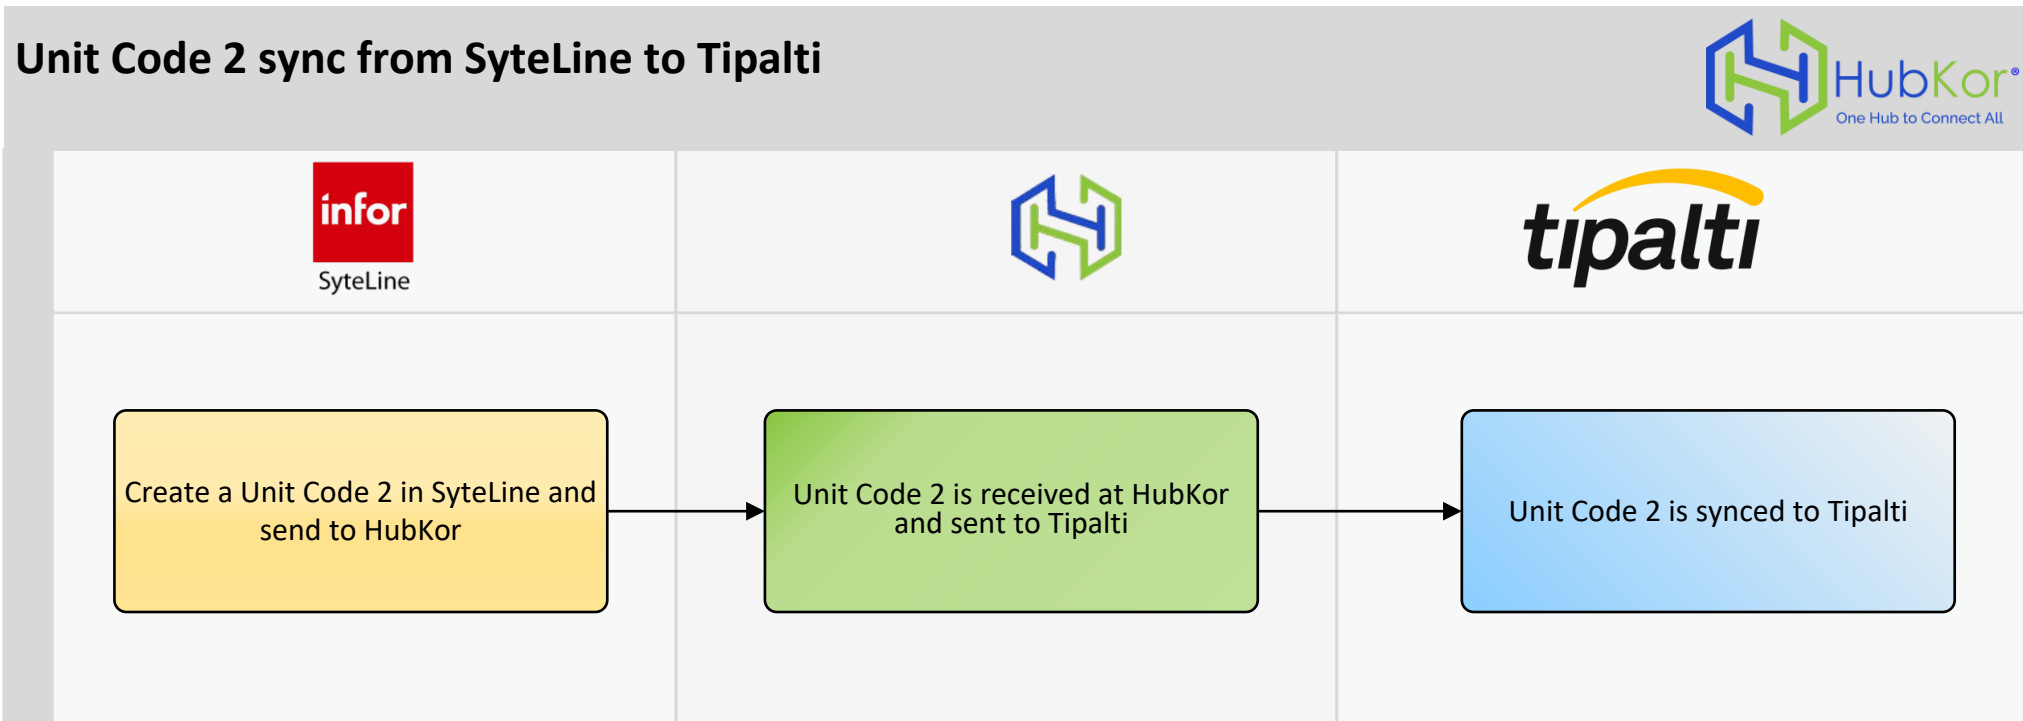 Unit Code 2 sync from SyteLine to Tipalti
HubKor®
One Hub to Connect All
infor
SyteLine
tipalti
Create a Unit Code 2 in SyteLine and
send to HubKor
Unit Code 2 is received at HubKor
and sent to Tipalti
Unit Code 2 is synced to Tipalti